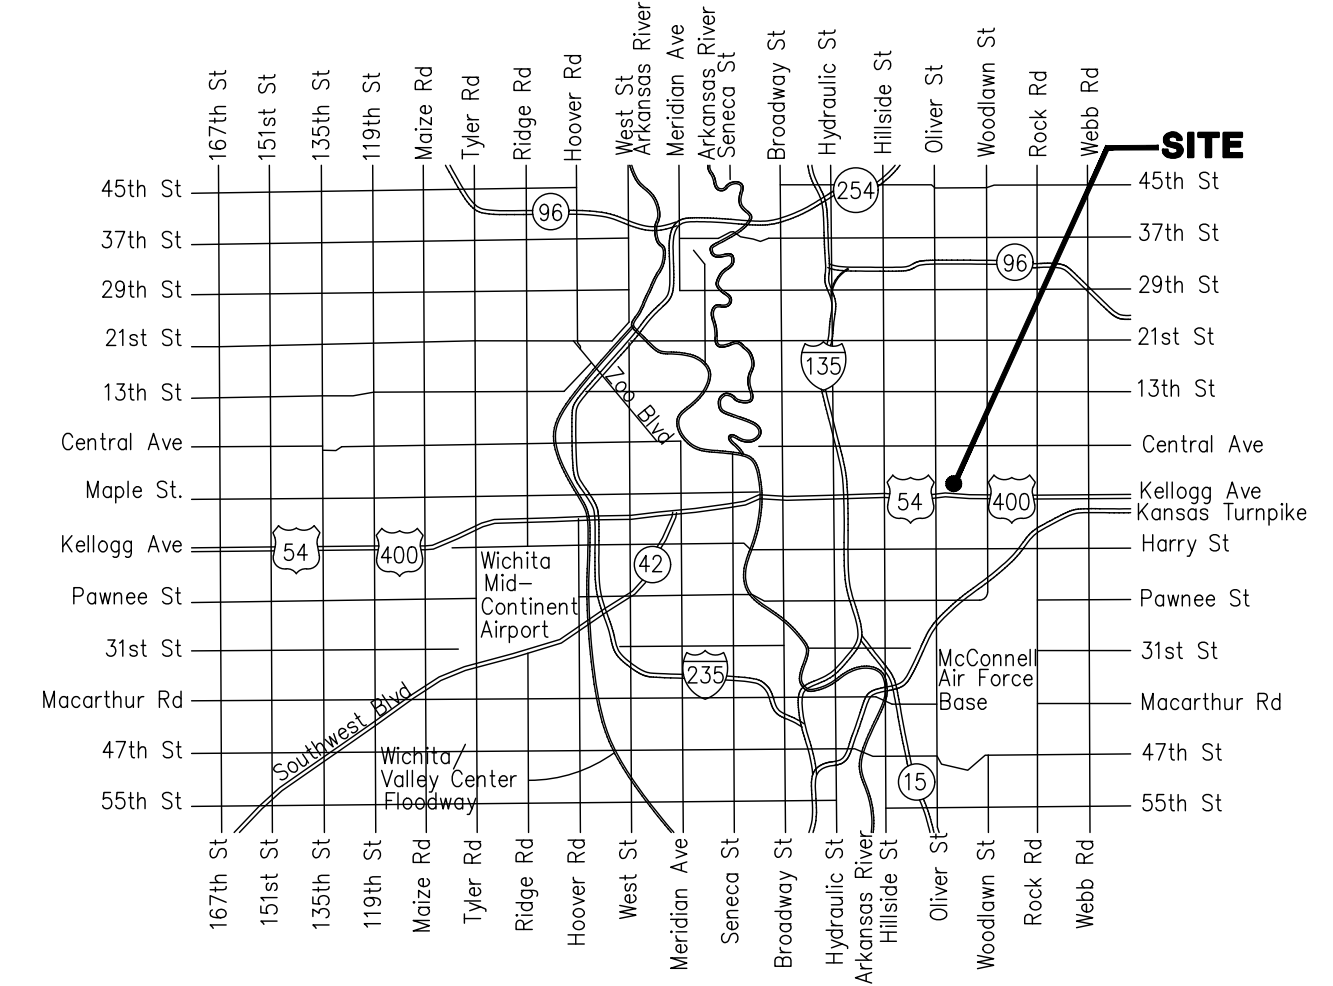 167th St
151st St
135th St
119th St
Maize Rd
Tyler Rd
Ridge Rd
Hoover Rd
West St
Arkansas River
Meridian Ave
Arkansas River
Seneca St
Broadway St
Hydraulic St
Hillside St
Oliver St
Woodlawn St
Rock Rd
Webb Rd
SITE
45th St
96
254
45th St
37th St
37th St
96
29th St
29th St
21st St
21st St
135
13th St
Zoo Blvd
13th St
Central Ave
Central Ave
Maple St.
54
400
Kellogg Ave
Kansas Turnpike
Kellogg Ave
54
400
Harry St
Wichita
Mid-
Continent
Airport
42
Pawnee St
Pawnee St
31st St
31st St
McConnell
Air Force
Base
235
Macarthur Rd
Macarthur Rd
Southwest Blvd
47th St
47th St
Wichita/
Valley Center
Floodway
15
55th St
55th St
167th St
151st St
135th St
119th St
Maize Rd
Tyler Rd
Ridge Rd
Hoover Rd
West St
Meridian Ave
Seneca St
Broadway St
Hydraulic St
Arkansas River
Hillside St
Oliver St
Woodlawn St
Rock Rd
Webb Rd